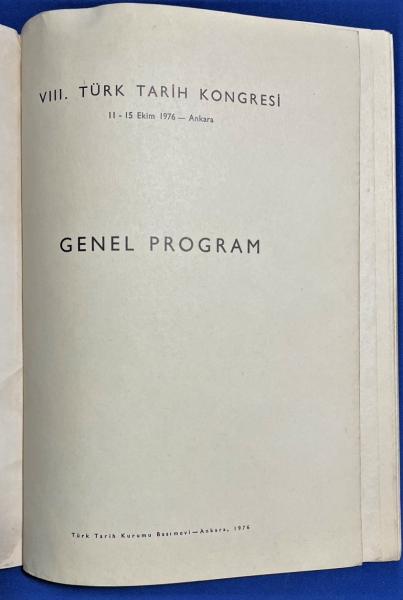 VIII. TÜRK TARİH KONGRESİ
11 - 15 Ekim 1976 — Ankara
GENEL PROGRAM
Türk Tarih Kurumu Basımevi—Ankara, 1976